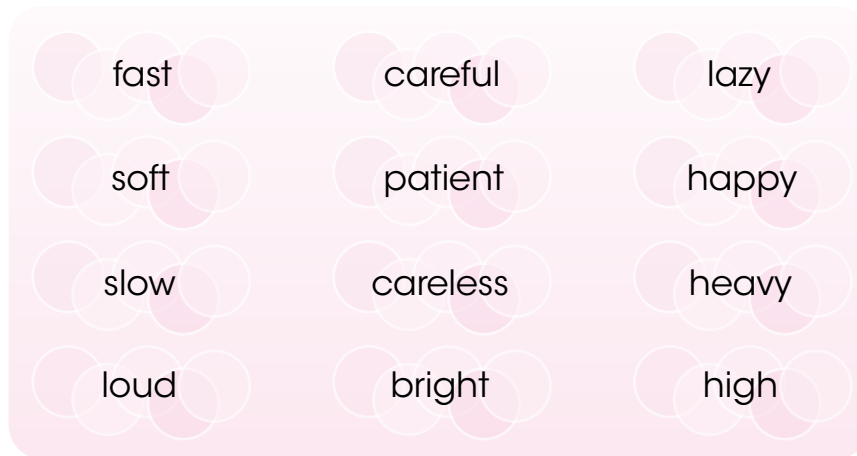 fast careful lazy
soft patient happy
slow careless heavy
loud bright high